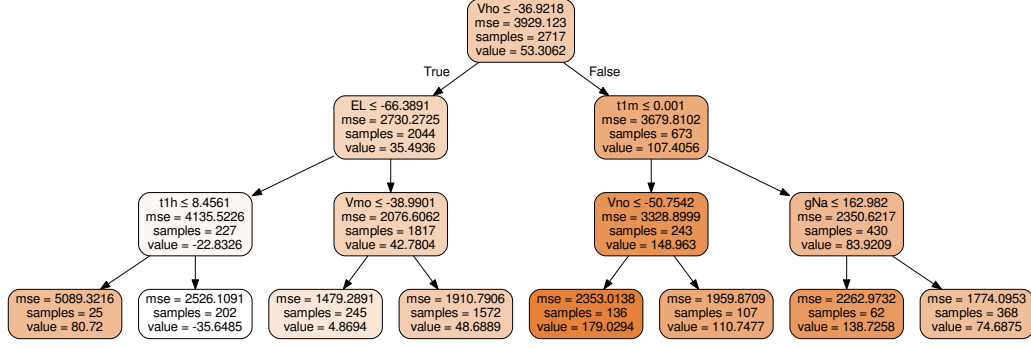 Vho ≤ -36.9218
mse = 3929.123
samples = 2717
value = 53.3062
True
False
EL ≤ -66.3891
mse = 2730.2725
samples = 2044
value = 35.4936
t1m ≤ 0.001
mse = 3679.8102
samples = 673
value = 107.4056
t1h ≤ 8.4561
mse = 4135.5226
samples = 227
value = -22.8326
Vmo ≤ -38.9901
mse = 2076.6062
samples = 1817
value = 42.7804
Vno ≤ -50.7542
mse = 3328.8999
samples = 243
value = 148.963
gNa ≤ 162.982
mse = 2350.6217
samples = 430
value = 83.9209
mse = 5089.3216
samples = 25
value = 80.72
mse = 2526.1091
samples = 202
value = -35.6485
mse = 1479.2891
samples = 245
value = 4.8694
mse = 1910.7906
samples = 1572
value = 48.6889
mse = 2353.0138
samples = 136
value = 179.0294
mse = 1959.8709
samples = 107
value = 110.7477
mse = 2262.9732
samples = 62
value = 138.7258
mse = 1774.0953
samples = 368
value = 74.6875